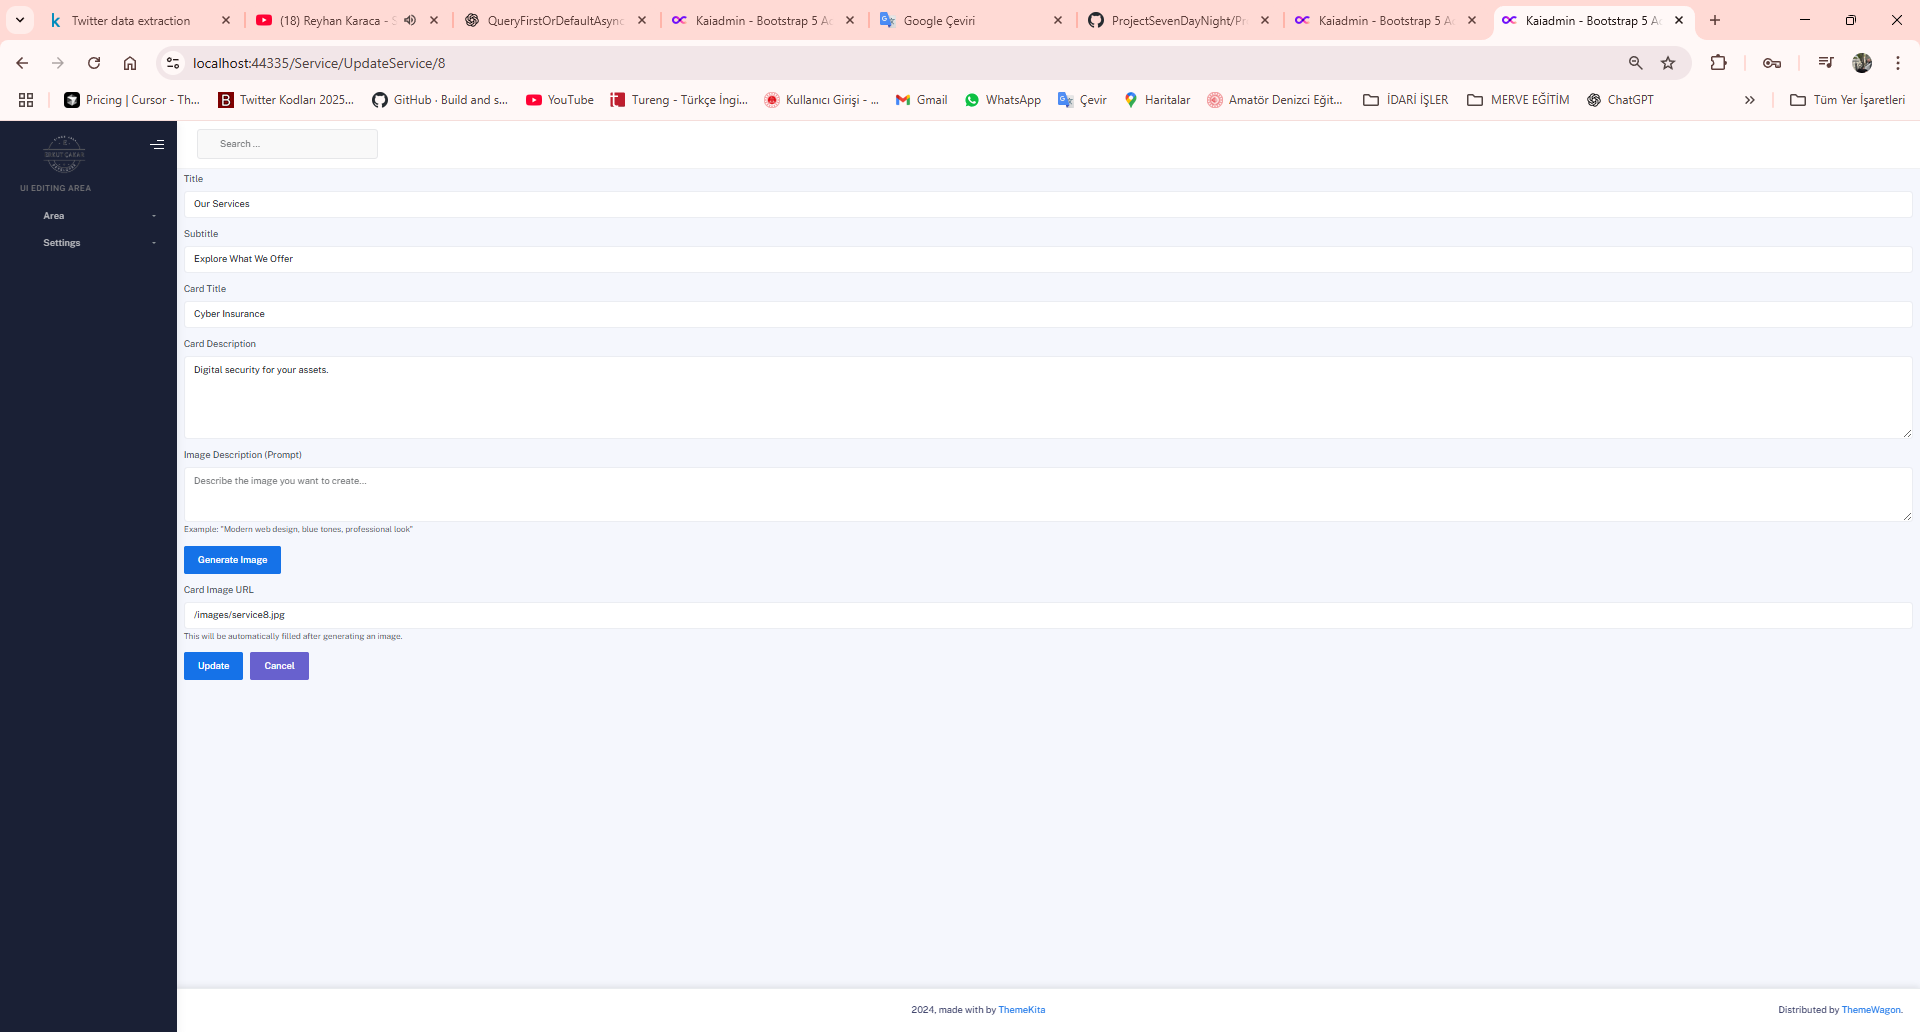 Twitter data extraction
(18) Reyhan Karaca - S
QueryFirstOrDefaultAsync
Kaiadmin - Bootstrap 5 Ad
Google Çeviri
ProjectSevenDayNight/Pr
Kaiadmin - Bootstrap 5 Ad
Kaiadmin - Bootstrap 5 Ad
localhost:44335/Service/UpdateService/8
Pricing | Cursor - Th...
Twitter Kodları 2025...
GitHub · Build and s...
YouTube
Tureng - Türkçe İngi...
Kullanıcı Girişi - ...
Gmail
WhatsApp
Çevir
Haritalar
Amatör Denizci Eğit...
İDARİ İŞLER
MERVE EĞİTİM
ChatGPT
Tüm Yer İşaretleri
UI EDITING AREA
Area
Settings
Search ...
Title
Our Services
Subtitle
Explore What We Offer
Card Title
Cyber Insurance
Card Description
Digital security for your assets.
Image Description (Prompt)
Describe the image you want to create...
Example: "Modern web design, blue tones, professional look"
Generate Image
Card Image URL
/images/service8.jpg
This will be automatically filled after generating an image.
Update
Cancel
2024, made with by ThemeKita
Distributed by ThemeWagon.